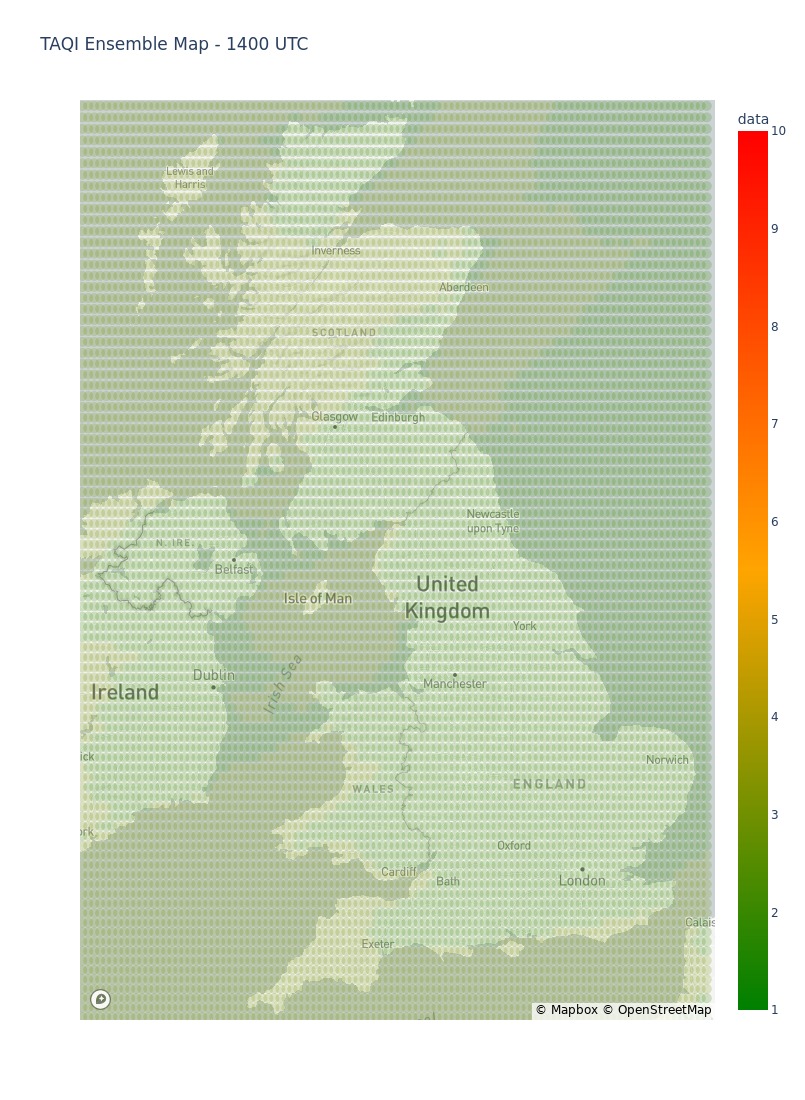 TAQI Ensemble Map - 1400 UTC
data
10
9
8
7
6
5
4
3
2
1
Lewis and
Harris
Inverness
Aberdeen
SCOTLAND
Glasgow
Edinburgh
Newcastle
upon Tyne
N. IRE.
Belfast
United
Kingdom
Isle of Man
York
Irish Sea
Dublin
Manchester
Ireland
ick
Norwich
WALES
ENGLAND
ork
Oxford
Cardiff
Bath
London
Calais
Exeter
© Mapbox © OpenStreetMap